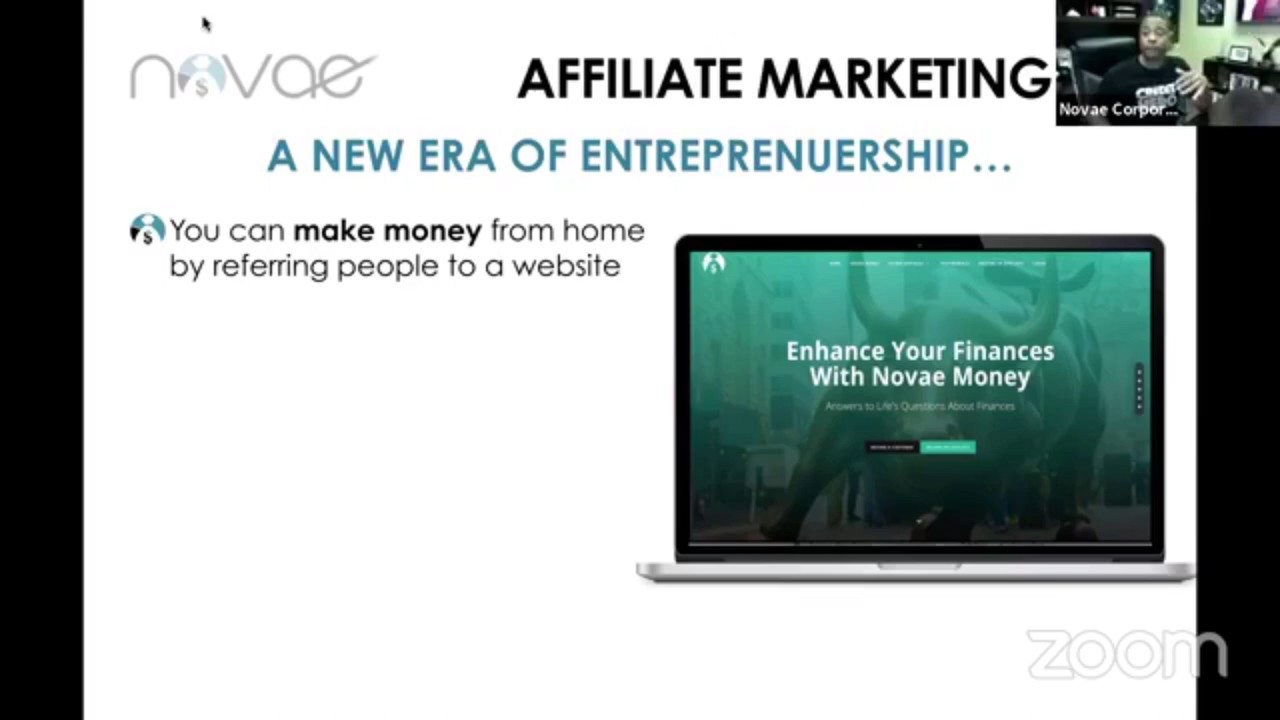 novae
AFFILIATE MARKETING
Novae Corpor...
A NEW ERA OF ENTREPRENUERSHIP...
You can make money from home
by referring people to a website
Enhance Your Finances
With Novae Money
Answers to Life's Questions About Finances
zoom